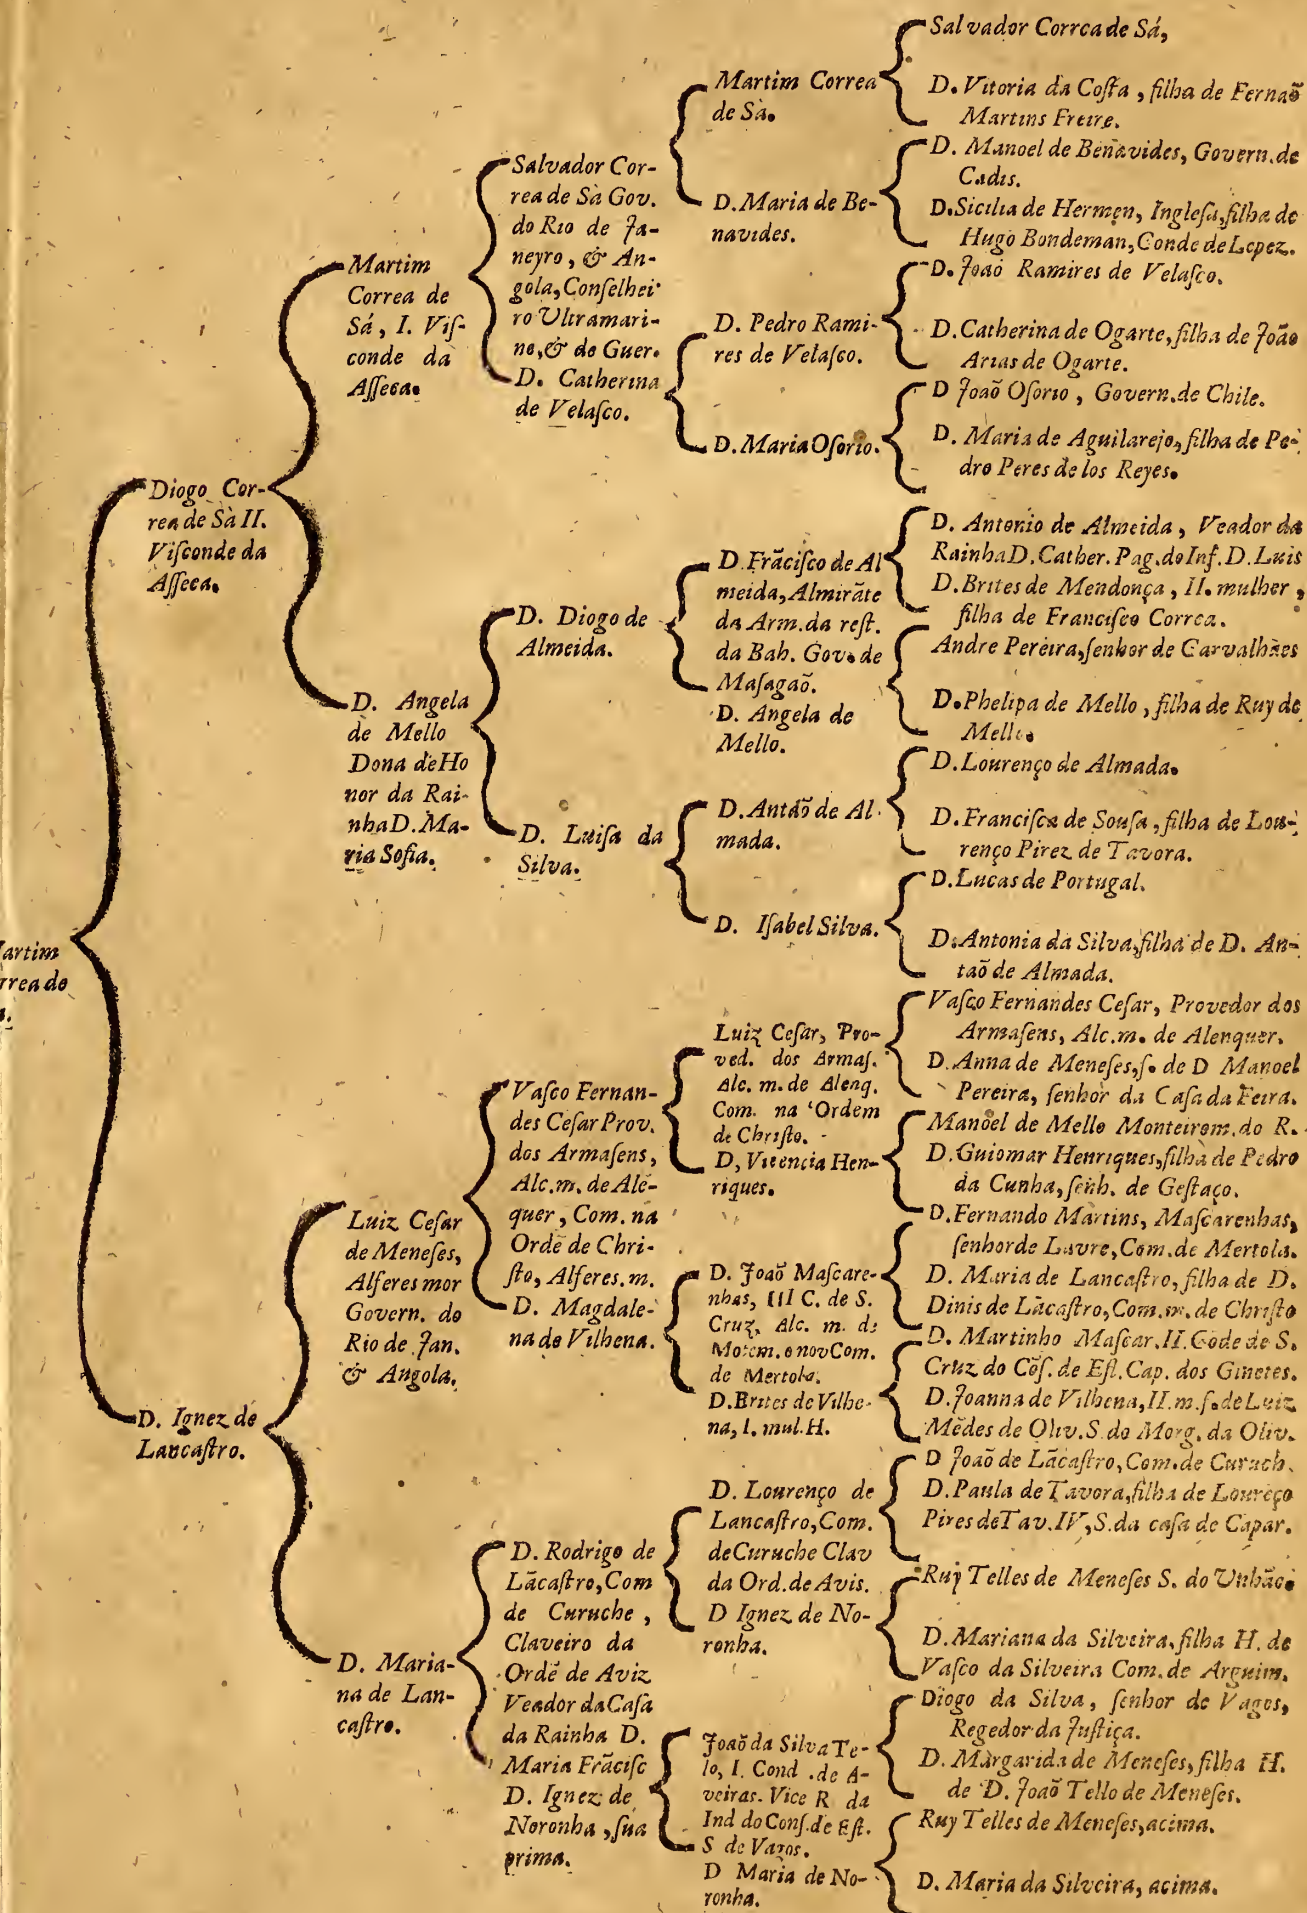 Salvador Correa de Sá,
D. Vitoria da Coſta, filha de Fernaõ
Martins Freire.
D. Manoel de Benavides, Govern. de
Cadis.
D. Sicilia de Hermen, Ingleſa, filha de
Hugo Bondeman, Conde de Lopez.
D. Joaõ Ramires de Velaſco.
D. Catherina de Ogarte, filha de João
Artas de Ogarte.
D Joaõ Oſorio, Govern. de Chile.
D. Maria de Aguilarejo, filha de Pe-
dro Peres de los Reyes.
D. Antonio de Almeida, Veador da
Rainha D. Cather. Pag. do Inf. D. Luis
D. Brites de Mendonça, II. mulher,
filha de Franciſco Correa.
Andre Pereira, ſenhor de Carvalhães
D. Phelipa de Mello, filha de Ruy de
Mello.
D. Lourenço de Almada.
D. Franciſca de Souſa, filha de Lou-
renço Pirez de Tavora.
D. Lucas de Portugal.
D. Antonia da Silva, filha de D. An-
taõ de Almada.
Vaſco Fernandes Ceſar, Provedor dos
Armaſens, Alc. m. de Alenquer.
D. Anna de Meneſes, f. de D Manoel
Pereira, ſenhor da Caſa da Feira.
Manoel de Mello Monteirom. do R.
D. Guiomar Henriques, filha de Pedro
da Cunha, ſenh. de Geſtaço.
D. Fernando Martins, Maſcarenhas,
ſenhor de Lavre, Com. de Mertola.
D. Maria de Lancaſtro, filha de D.
Dinis de Lãcaſtro, Com. m. de Chriſto
D. Martinho Maſcar. II. Cõde de S.
Cruz do Cõſ. de Eſt. Cap. dos Ginetes.
D. Joanna de Vilhena, II. m. f. de Luiz
Mẽdes de Oliv. S. do Morg. da Oliv.
D Joaõ de Lãcaſtro, Com. de Curuch.
D. Paula de Tavora, filha de Lourẽço
Pires de Tav. IV, S. da caſa de Capar.
Ruy Telles de Meneſes S. do Unhão
D. Mariana da Silveira, filha H. de
Vaſco da Silveira Com. de Arguim.
Diogo da Silva, ſenhor de Vagos,
Regedor da Juſtiça.
D. Margarida de Meneſes, filha H.
de D. Joaõ Tello de Meneſes.
Ruy Telles de Meneſes, acima.
D. Maria da Silveira, acima.
Martim Correa
de Sà.
D. Maria de Be-
navides.
D. Pedro Rami-
res de Velaſco.
D. Maria Oſorio.
D. Frãciſco de Al
meida, Almirãte
da Arm. da reſt.
da Bah. Gov. de
Maſagaõ.
D. Angela de
Mello.
D. Antaõ de Al-
mada.
D. Iſabel Silva.
Luiz Ceſar, Pro-
ved. dos Armaſ.
Alc. m. de Alenq.
Com. na Ordem
de Chriſto.
D, Vicencia Hen-
riques.
D. Joaõ Maſcare-
nhas, III C. de S.
Cruz, Alc. m. de
Motem. o nov Com.
de Mertola.
D. Brites de Vilhe-
na, I. mul. H.
D. Lourenço de
Lancaſtro, Com.
de Curuche Clav
da Ord. de Avis.
D Ignez de No-
ronha.
Joaõ da Silva Te-
lo, I. Cond. de A-
veiras. Vice R da
Ind do Conſ. de Eſt.
S de Vagos.
D Maria de No-
ronha.
Salvador Cor-
rea de Sà Gov.
do Rio de Ja-
neyro, & An-
gola, Conſelhei
ro Ultramari-
no, & de Guer.
D. Catherina
de Velaſco.
D. Diogo de
Almeida.
D. Luiſa da
Silva.
Vaſco Fernan-
des Ceſar Prov.
dos Armaſens,
Alc. m. de Alẽ-
quer, Com. na
Ordẽ de Chri-
ſto, Alferes. m.
D. Magdale-
na de Vilhena.
D. Rodrigo de
Lãcaſtro, Com
de Curuche,
Claveiro da
Ordẽ de Aviz
Veador da Caſa
da Rainha D.
Maria Frãciſc
D. Ignez de
Noronha, ſua
prima.
Martim
Correa de
Sá, I. Viſ-
conde da
Aſſeca.
D. Angela
de Mello
Dona de Ho
nor da Rai-
nha D. Ma-
ria Sofia.
Luiz Ceſar
de Meneſes,
Alferes mor
Govern. do
Rio de Jan.
& Angola.
D. Maria-
na de Lan-
caſtro.
Diogo Cor-
rea de Sà II.
Viſconde da
Aſſeca.
D. Ignez de
Lancaſtro.
artim
rrea de